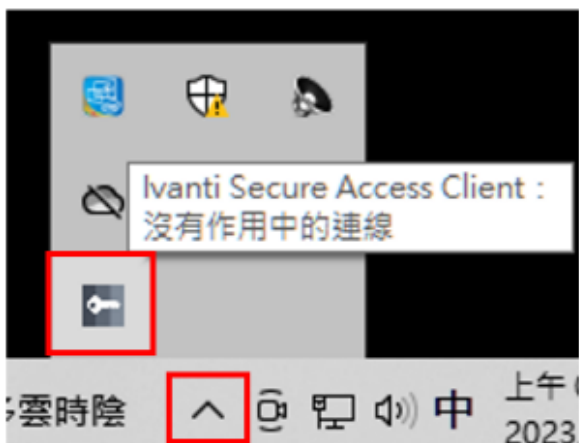 Ivanti Secure Access Client：
沒有作用中的連線
多雲時陰
中
上午
2023